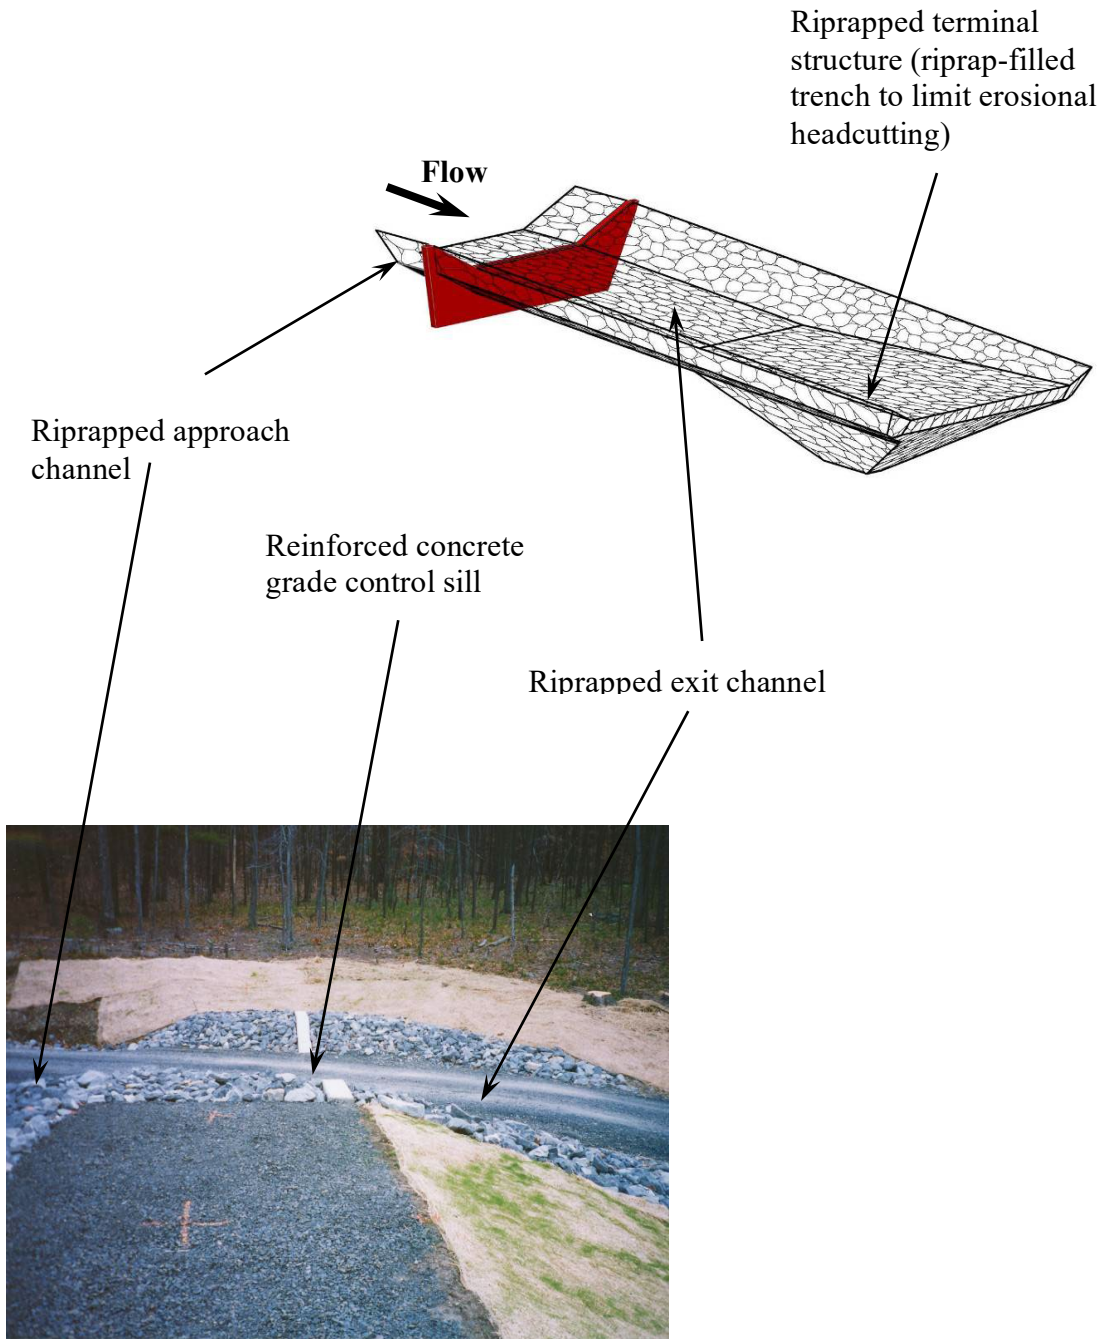 Riprapped terminal
structure (riprap-filled
trench to limit erosional
headcutting)
Flow
Riprapped approach
channel
Reinforced concrete
grade control sill
Riprapped exit channel